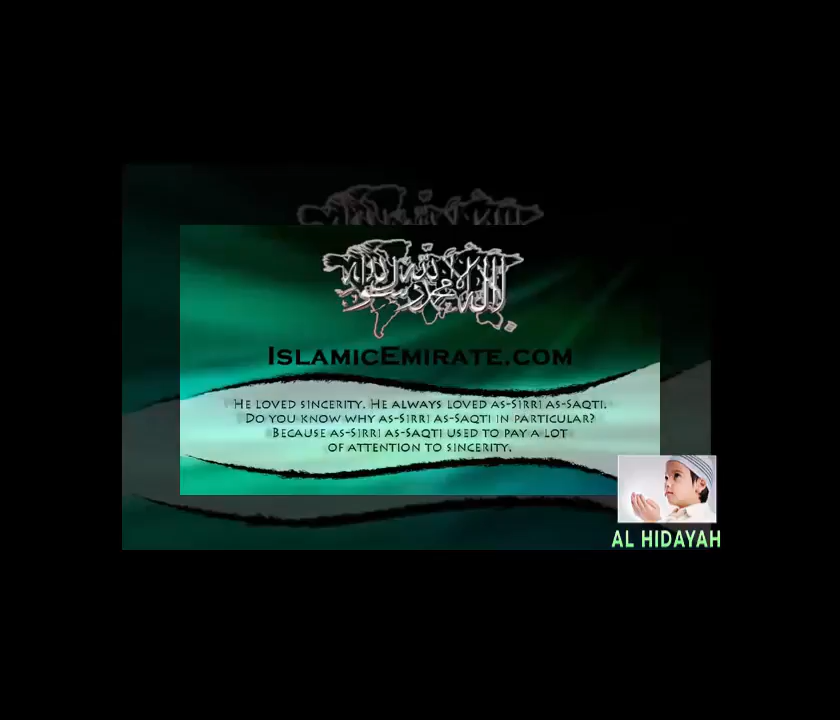 ISLAMICEMIRATE.COM
HE LOVED SINCERITY. HE ALWAYS LOVED AS-SIRRI AS-SAQTI.
DO YOU KNOW WHY AS-SIRRI AS-SAQTI IN PARTICULAR?
BECAUSE AS-SIRRI AS-SAQTI USED TO PAY A LOT
OF ATTENTION TO SINCERITY.
AL HIDAYAH